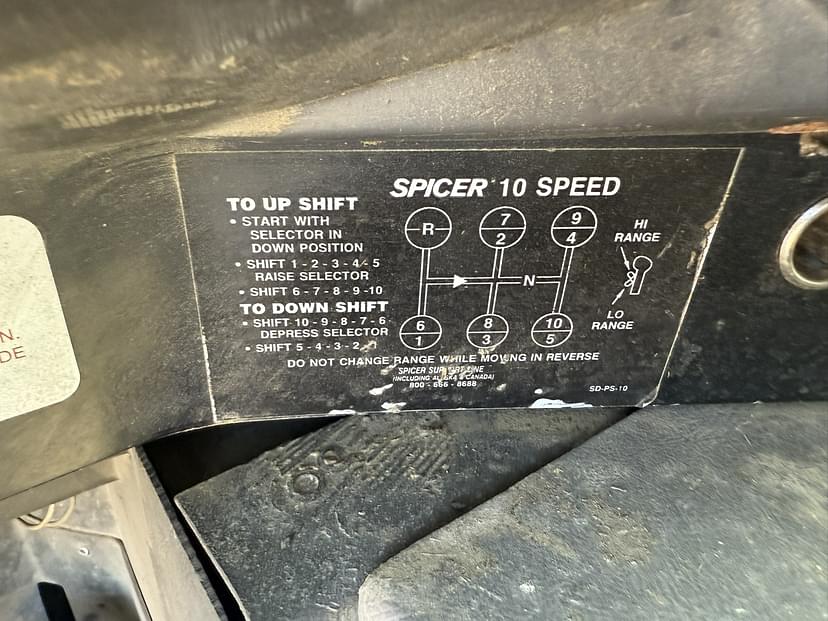 SPICER 10 SPEED
TO UP SHIFT
• START WITH
SELECTOR IN
DOWN POSITION
• SHIFT 1 - 2 - 3 - 4 - 5
RAISE SELECTOR
• SHIFT 6 - 7 - 8 - 9 -10
TO DOWN SHIFT
• SHIFT 10 - 9 - 8 - 7 - 6
DEPRESS SELECTOR
• SHIFT 5 - 4 - 3 - 2 -
R
7
2
9
4
N
6
1
8
3
10
5
HI
RANGE
LO
RANGE
DO NOT CHANGE RANGE WHILE MOVING IN REVERSE
SPICER LINE
(INCLUDING ALASKA & CANADA)
800 - 666 - 8688
SD-PS-10
N.
DE